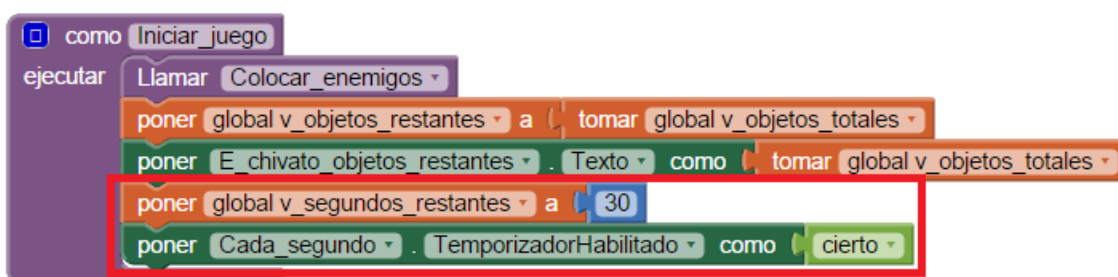 como Iniciar_juego
ejecutar Llamar Colocar_enemigos
poner global v_objetos_restantes a tomar global v_objetos_totales
poner E_chivato_objetos_restantes . Texto como tomar global v_objetos_totales
poner global v_segundos_restantes a 30
poner Cada_segundo . TemporizadorHabilitado como cierto